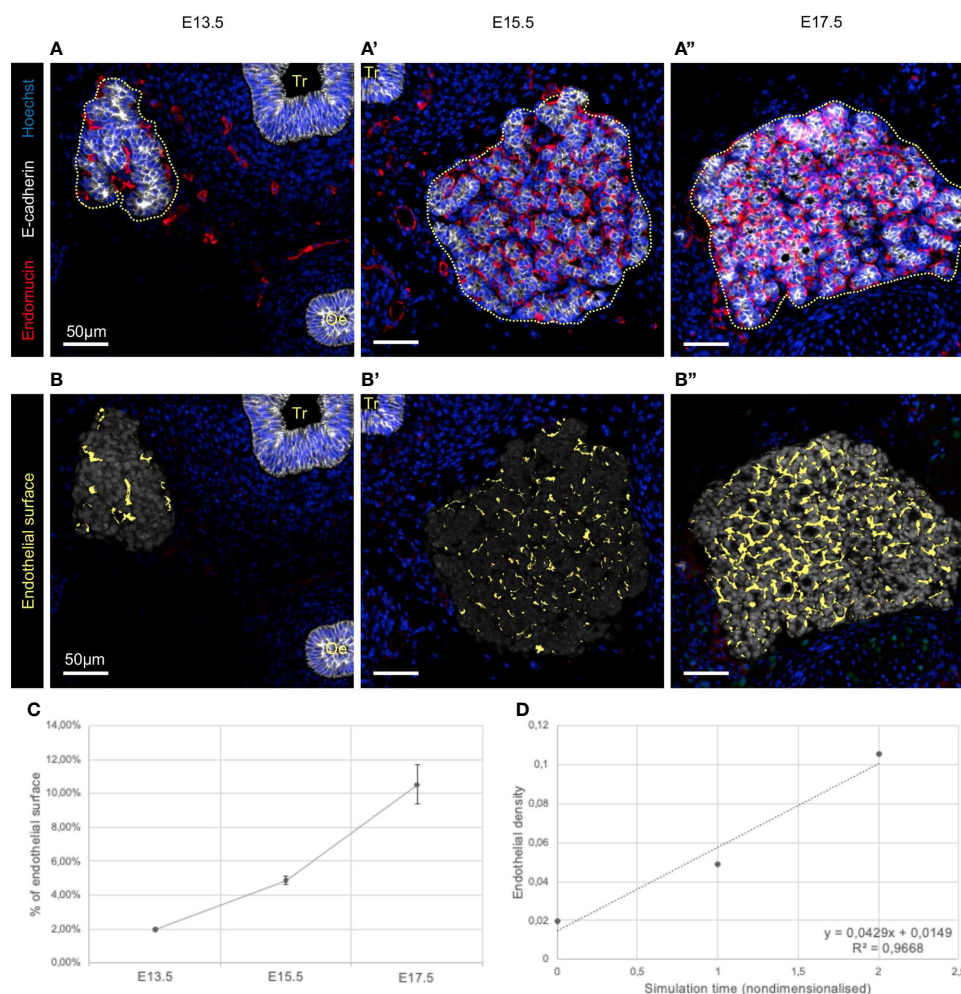 E13.5
E15.5
E17.5
A
A'
A"
Endomucin E-cadherin Hoechst
Tr
Oe
50µm
Tr
B
B'
B"
Endothelial surface
Tr
Oe
50µm
Tr
C
% of endothelial surface
14,00%
12,00%
10,00%
8,00%
6,00%
4,00%
2,00%
0,00%
E13.5
E15.5
E17.5
D
Endothelial density
0,12
0,1
0,08
0,06
0,04
0,02
0
0
0,5
1
1,5
2
y = 0,0429x + 0,0149
R² = 0,9668
Simulation time (nondimensionalised)